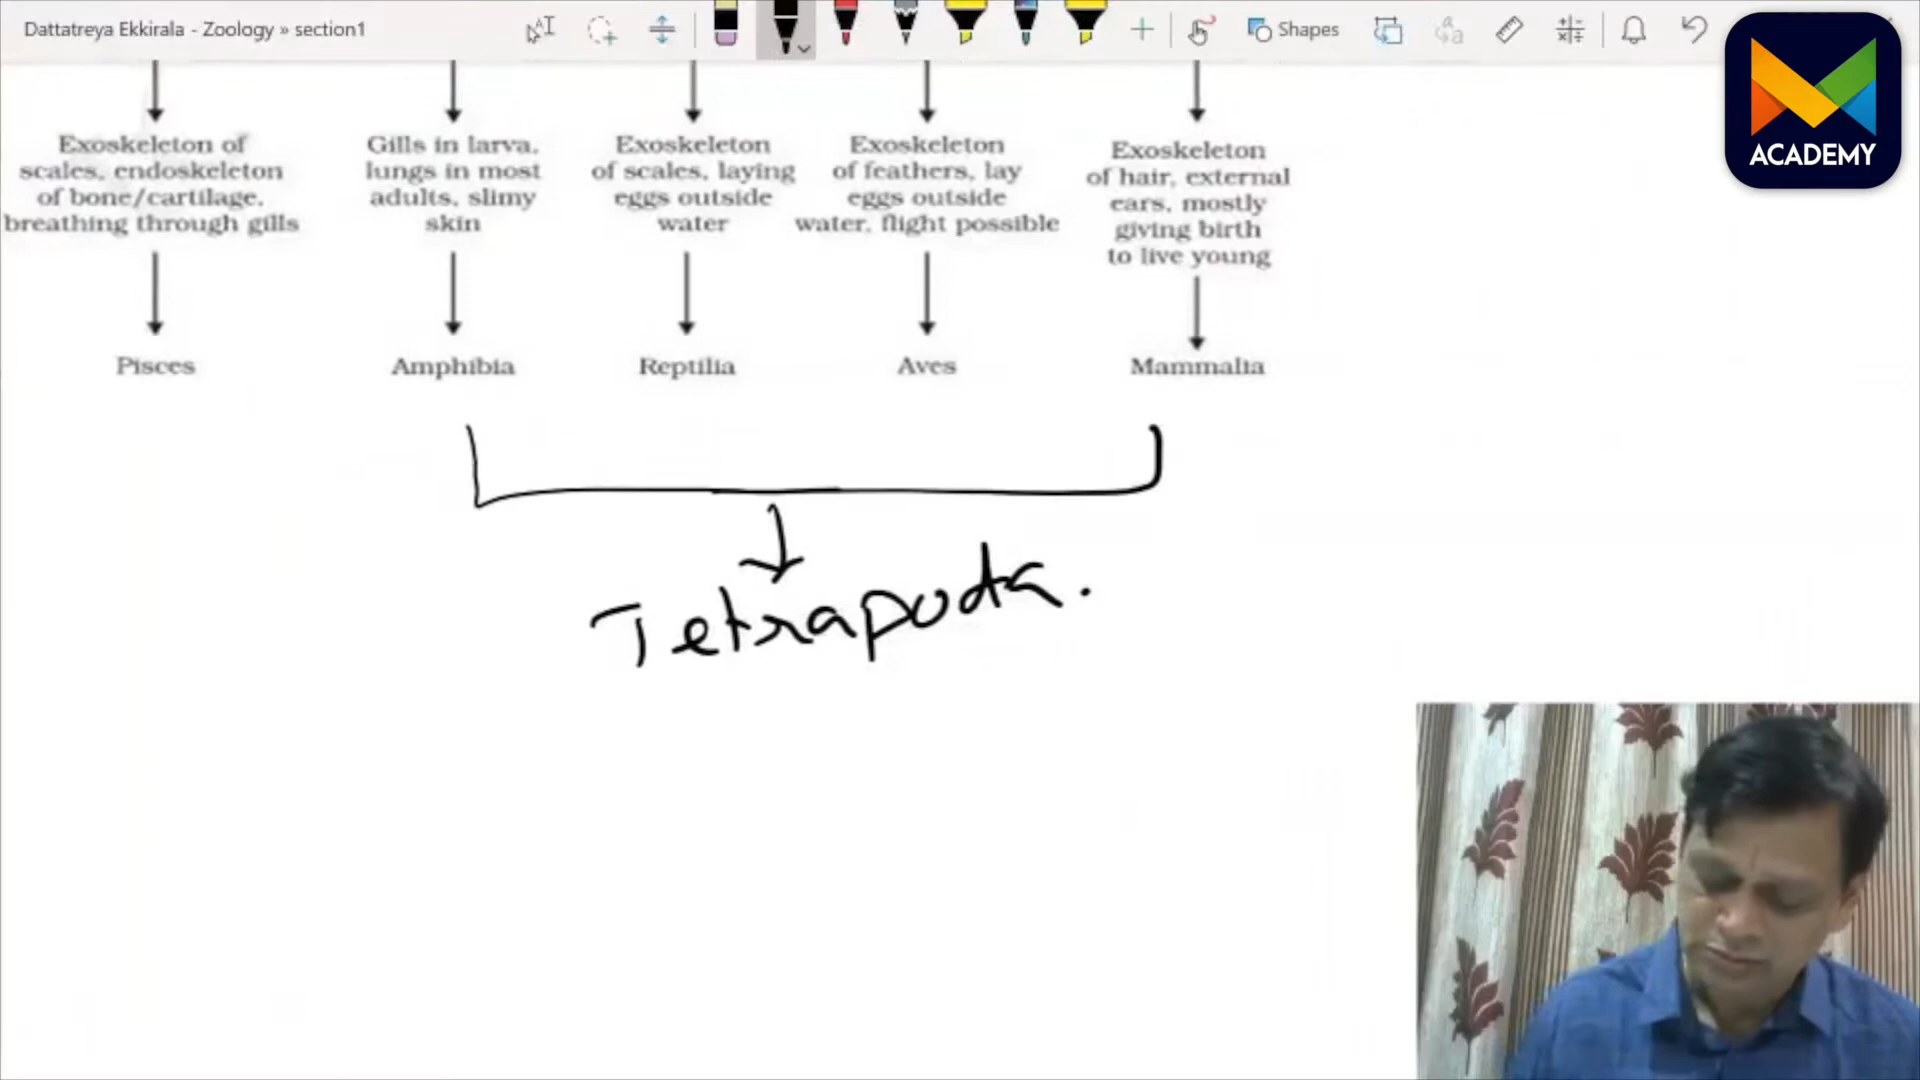 Dattatreya Ekkirala - Zoology » section1
Shapes
ACADEMY
Exoskeleton of
scales, endoskeleton
of bone/cartilage,
breathing through gills
Gills in larva,
lungs in most
adults, slimy
skin
Exoskeleton
of scales, laying
eggs outside
water
Exoskeleton
of feathers, lay
eggs outside
water, flight possible
Exoskeleton
of hair, external
ears, mostly
giving birth
to live young
Pisces
Amphibia
Reptilia
Aves
Mammalia
Tetrapoda.